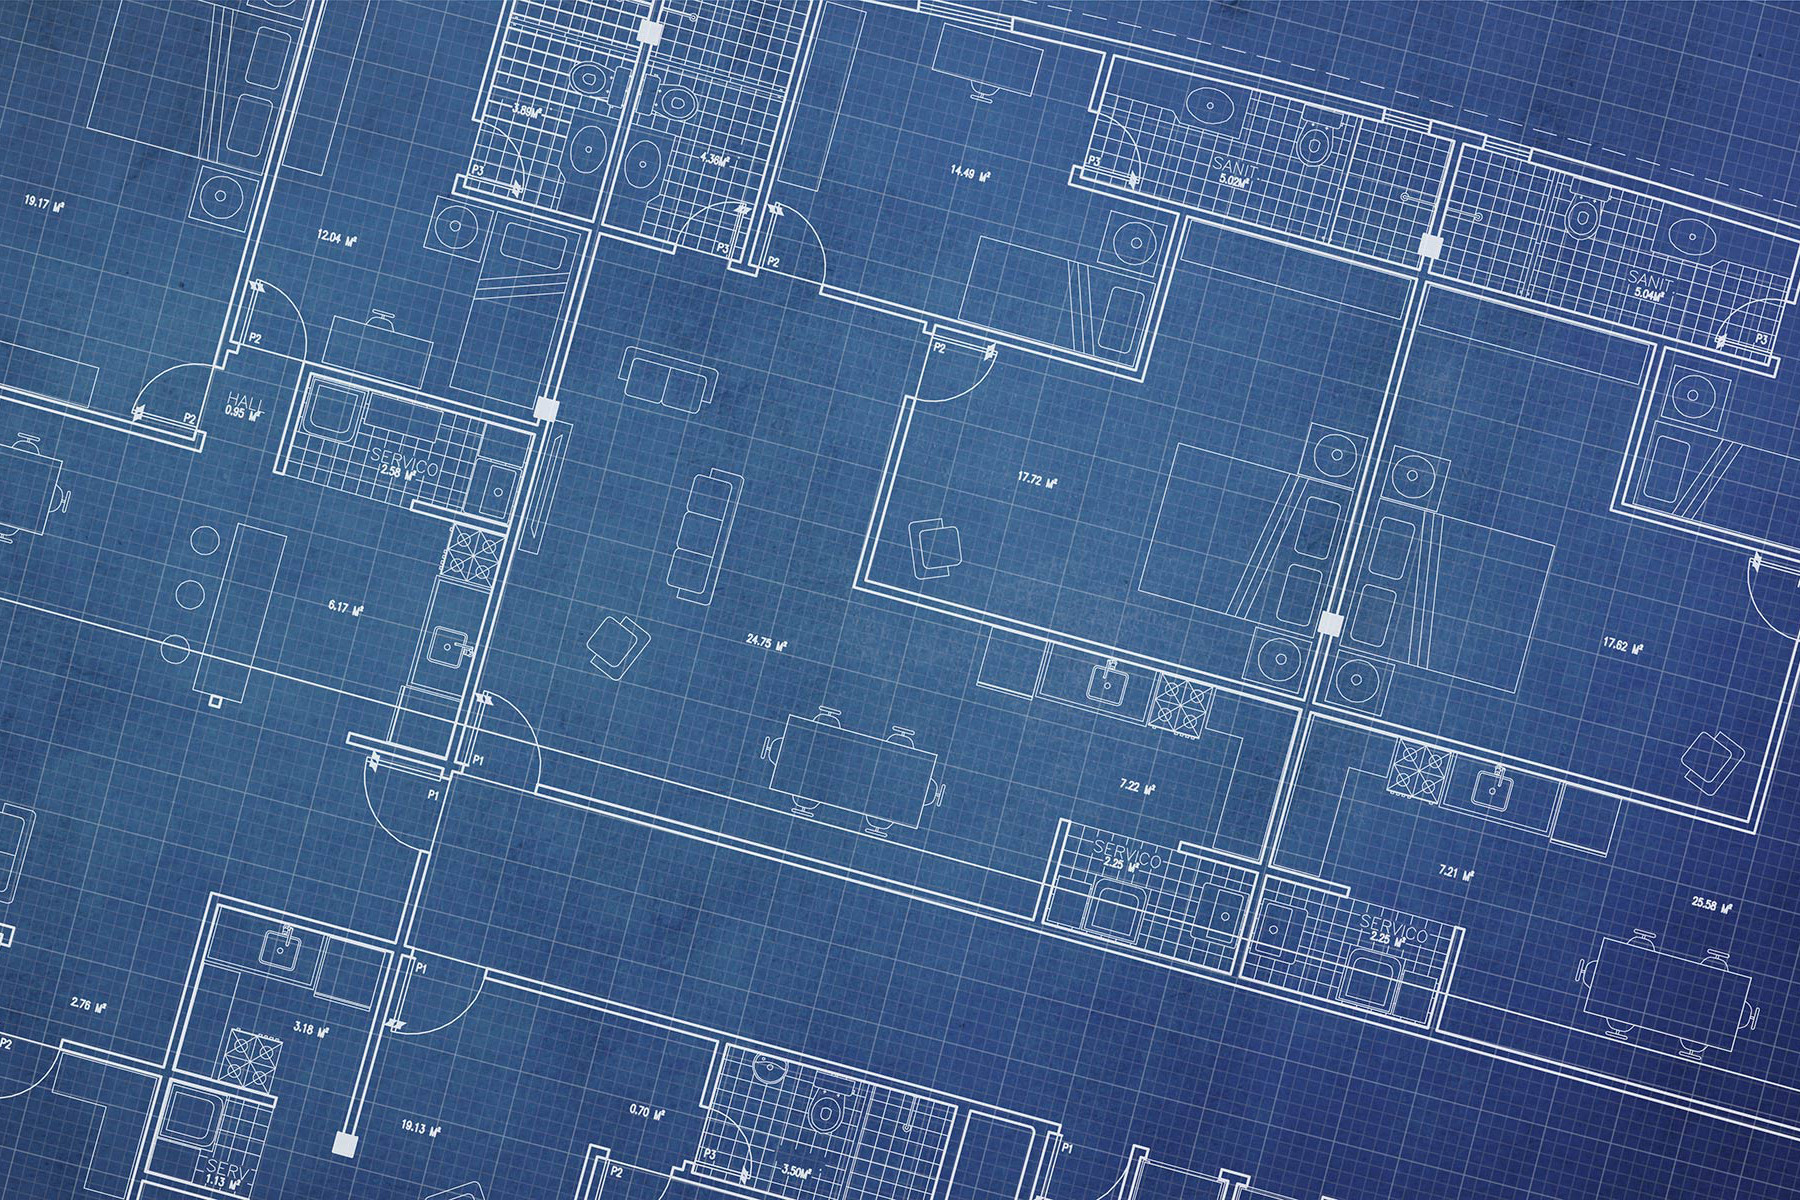 3.89M²
4.36M²
P3
14.49 M²
P3
SANIT.
5.02M²
19.17 M²
12.04 M²
P3
P2
SANIT.
5.04M²
P3
P2
P2
P2
HALL
0.95 M²
SERVICO
2.58 M²
17.72 M²
6.17 M²
24.75 M²
17.62 M²
P1
P1
7.22 M²
SERVICO
2.25 M²
7.21 M²
25.58 M²
SERVICO
2.25 M²
P1
2.76 M²
3.18 M²
P2
19.13 M²
0.70 M²
P3
P1
SERV
1.13 M²
P2
3.50M²